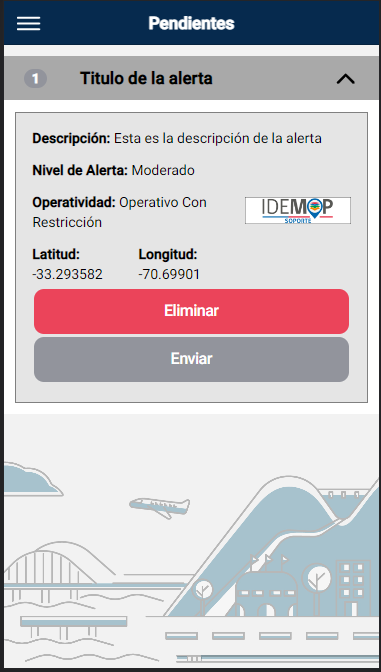 Pendientes
1 Titulo de la alerta
Descripción: Esta es la descripción de la alerta
Nivel de Alerta: Moderado
Operatividad: Operativo Con
Restricción
IDEMOP
SOPORTE
Latitud: Longitud:
-33.293582 -70.69901
Eliminar
Enviar